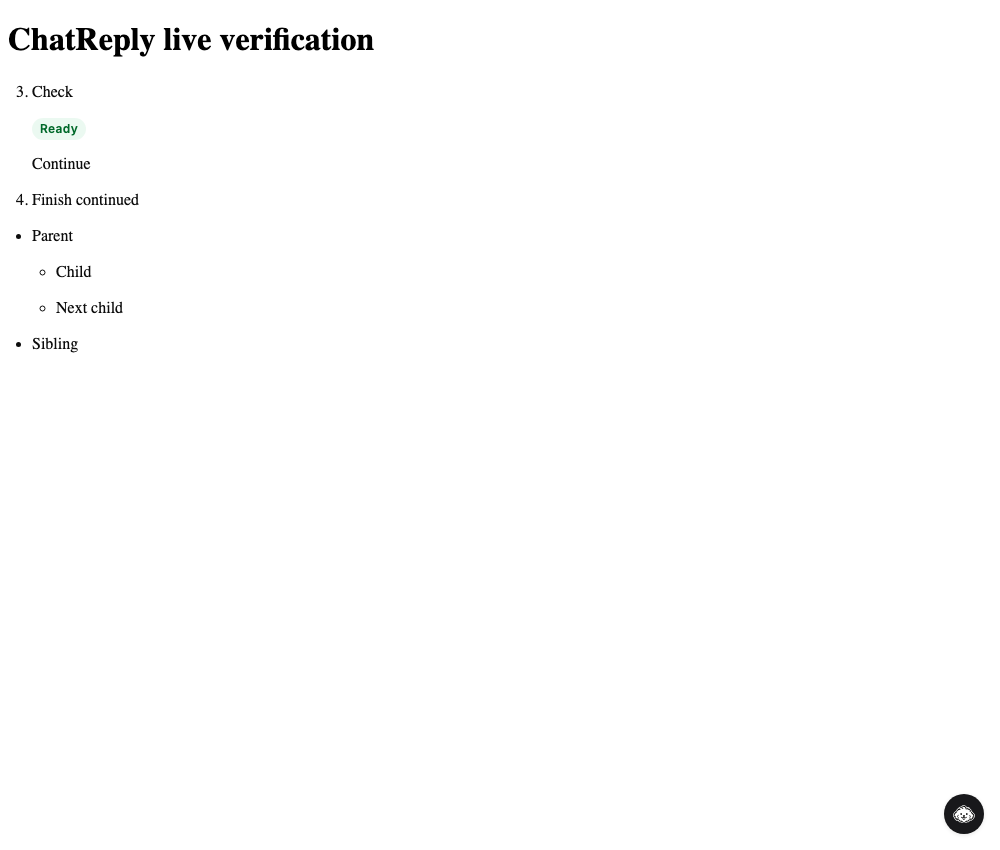 ChatReply live verification
3. Check
Ready
Continue
4. Finish continued
• Parent
◦ Child
◦ Next child
• Sibling